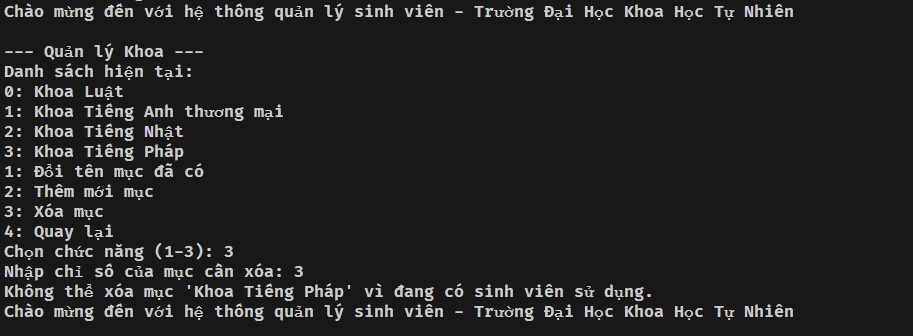 Chào mừng đến với hệ thống quản lý sinh viên - Trường Đại Học Khoa Học Tự Nhiên
--- Quản lý Khoa ---
Danh sách hiện tại:
0: Khoa Luật
1: Khoa Tiếng Anh thương mại
2: Khoa Tiếng Nhật
3: Khoa Tiếng Pháp
1: Đổi tên mục đã có
2: Thêm mới mục
3: Xóa mục
4: Quay lại
Chọn chức năng (1-3): 3
Nhập chỉ số của mục cần xóa: 3
Không thể xóa mục 'Khoa Tiếng Pháp' vì đang có sinh viên sử dụng.
Chào mừng đến với hệ thống quản lý sinh viên - Trường Đại Học Khoa Học Tự Nhiên